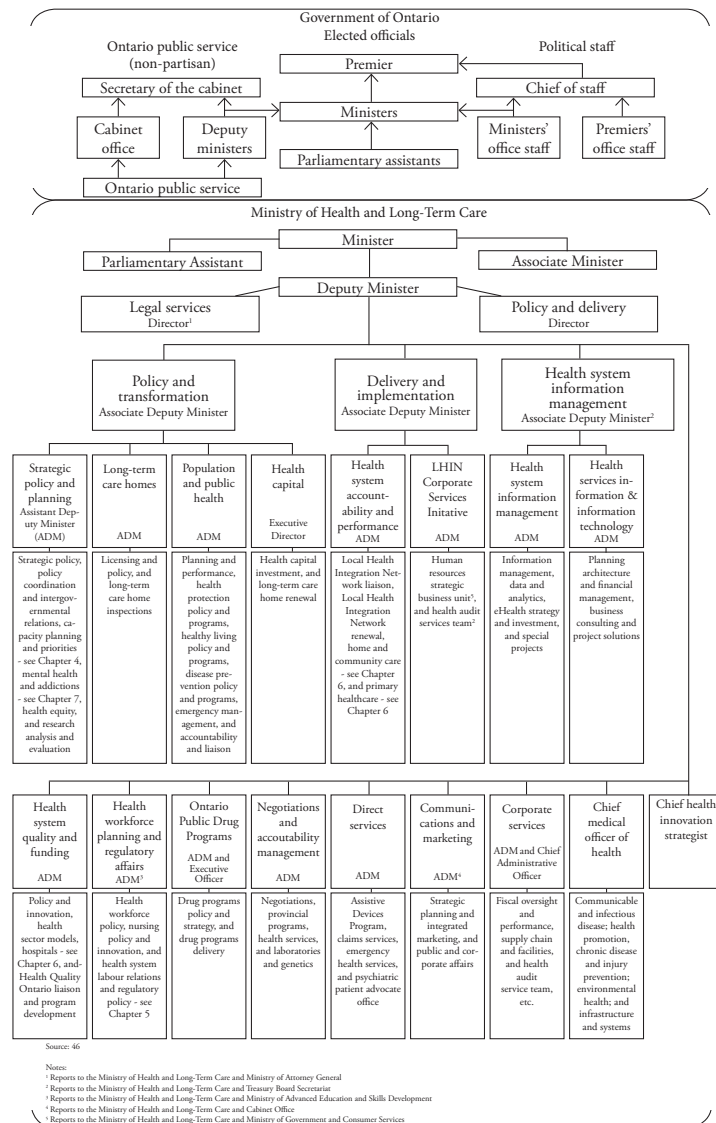 Government of Ontario
Elected officials
Ontario public service
(non-partisan)
Political staff
Premier
Secretary of the cabinet
Chief of staff
Ministers
Cabinet
office
Deputy
ministers
Ministers'
office staff
Premiers'
office staff
Parliamentary assistants
Ontario public service
Ministry of Health and Long-Term Care
Minister
Parliamentary Assistant
Associate Minister
Deputy Minister
Legal services
Director¹
Policy and delivery
Director
Policy and
transformation
Associate Deputy Minister
Delivery and
implementation
Associate Deputy Minister
Health system
information
management
Associate Deputy Minister²
Strategic
policy and
planning
Assistant Dep-
uty Minister
(ADM)
Long-term
care homes
ADM
Population
and public
health
ADM
Health
capital
Executive
Director
Health
system
account-
ability and
performance
ADM
LHIN
Corporate
Services
Initative
ADM
Health
system
information
management
ADM
Health
services in-
formation &
information
technology
ADM
Strategic policy,
policy
coordination
and intergov-
ernmental
relations, ca-
pacity planning
and priorities
- see Chapter 4,
mental health
and addictions
- see Chapter 7,
health equity,
and research
analysis and
evaluation
Licensing and
policy, and
long-term
care home
inspections
Planning and
performance,
health
protection
policy and
programs,
healthy living
policy and
programs,
disease pre-
vention policy
and programs,
emergency man-
agement, and
accountability
and liaison
Health capital
investment, and
long-term care
home renewal
Local Health
Integration Net-
work liaison,
Local Health
Integration
Network
renewal,
home and
community care
- see Chapter
6, and primary
healthcare - see
Chapter 6
Human
resources
strategic
business unit⁵,
and health audit
services team²
Information
management,
data and
analytics,
eHealth strategy
and investment,
and special
projects
Planning
architecture
and financial
management,
business
consulting and
project solutions
Health
system
quality and
funding
ADM
Health
workforce
planning and
regulatory
affairs
ADM³
Ontario
Public Drug
Programs
ADM and
Executive
Officer
Negotiations
and
accoutability
management
ADM
Direct
services
ADM
Communi-
cations and
marketing
ADM⁴
Corporate
services
ADM and Chief
Administrative
Officer
Chief
medical
officer of
health
Chief health
innovation
strategist
Policy and
innovation,
health
sector models,
hospitals - see
Chapter 6, and-
Health Quality
Ontario liaison
and program
development
Health
workforce
policy, nursing
policy and
innovation, and
health system
labour relations
and regulatory
policy - see
Chapter 5
Drug programs
policy and
strategy, and
drug programs
delivery
Negotiations,
provincial
programs,
health services,
and laboratories
and genetics
Assistive
Devices
Program,
claims services,
emergency
health services,
and psychiatric
patient advocate
office
Strategic
planning and
integrated
marketing, and
public and cor-
porate affairs
Fiscal oversight
and
performance,
supply chain
and facilities,
and health
audit
service team,
etc.
Communicable
and infectious
disease; health
promotion,
chronic disease
and injury
prevention;
environmental
health; and
infrastructure
and systems
Source: 46
Notes:
¹ Reports to the Ministry of Health and Long-Term Care and Ministry of Attorney General
² Reports to the Ministry of Health and Long-Term Care and Treasury Board Secretariat
³ Reports to the Ministry of Health and Long-Term Care and Ministry of Advanced Education and Skills Development
⁴ Reports to the Ministry of Health and Long-Term Care and Cabinet Office
⁵ Reports to the Ministry of Health and Long-Term Care and Ministry of Government and Consumer Services